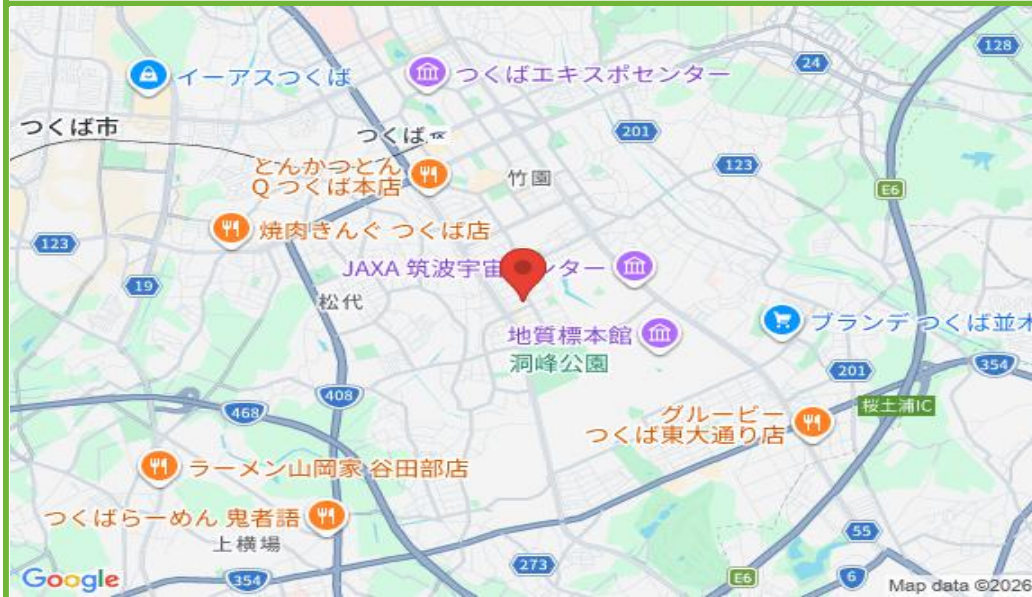 128
24
イーアスつくば
つくばエキスポセンター
つくば市
つくば
201
とんかつとん
Q つくば本店
竹園
123
E6
焼肉きんぐ つくば店
123
JAXA 筑波宇宙
ンター
19
松代
地質標本館
ブランデ つくば並木
洞峰公園
354
201
408
468
桜土浦IC
グルービー
つくば東大通り店
ラーメン山岡家 谷田部店
つくばらーめん 鬼者語
上横場
55
273
354
E6
6
Google
Map data ©2026